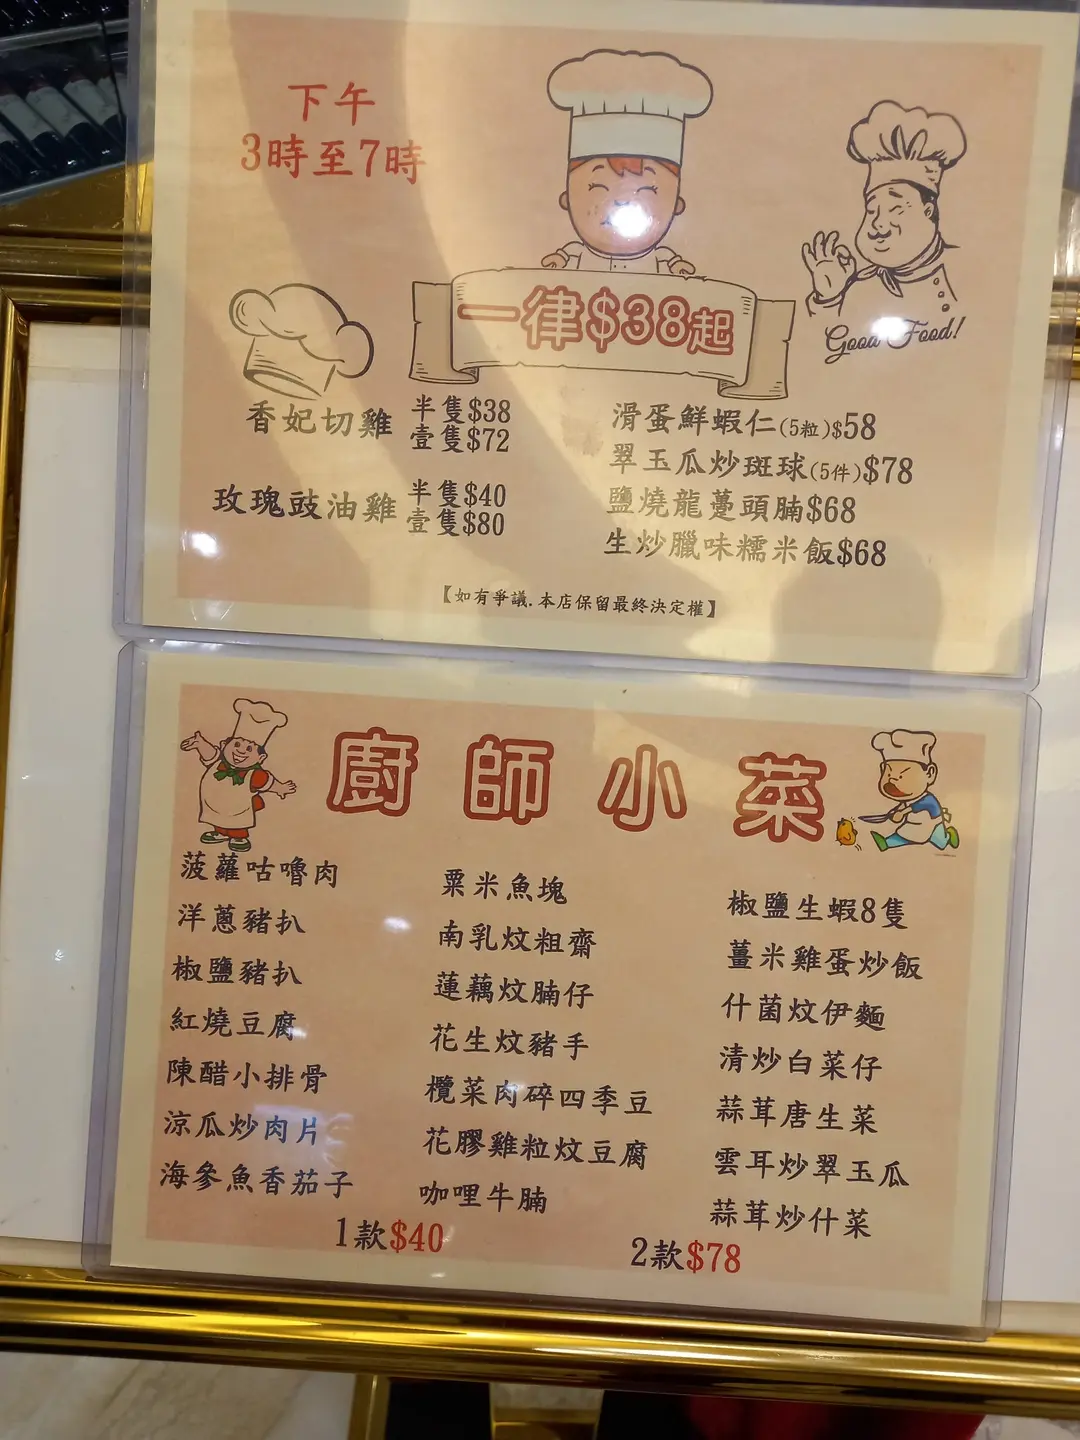 下午
3時至7時
一律$38起
Good Food!
香妃切雞 半隻$38
壹隻$72
玫瑰豉油雞 半隻$40
壹隻$80
滑蛋鮮蝦仁(5粒)$58
翠玉瓜炒斑球(5件)$78
鹽燒龍躉頭腩$68
生炒臘味糯米飯$68
【如有爭議.本店保留最終決定權】
廚師小菜
菠蘿咕嚕肉
洋蔥豬扒
椒鹽豬扒
紅燒豆腐
陳醋小排骨
涼瓜炒肉片
海參魚香茄子
粟米魚塊
南乳炆粗齋
蓮藕炆腩仔
花生炆豬手
欖菜肉碎四季豆
花膠雞粒炆豆腐
咖哩牛腩
椒鹽生蝦8隻
薑米雞蛋炒飯
什菌炆伊麵
清炒白菜仔
蒜茸唐生菜
雲耳炒翠玉瓜
蒜茸炒什菜
1款$40
2款$78